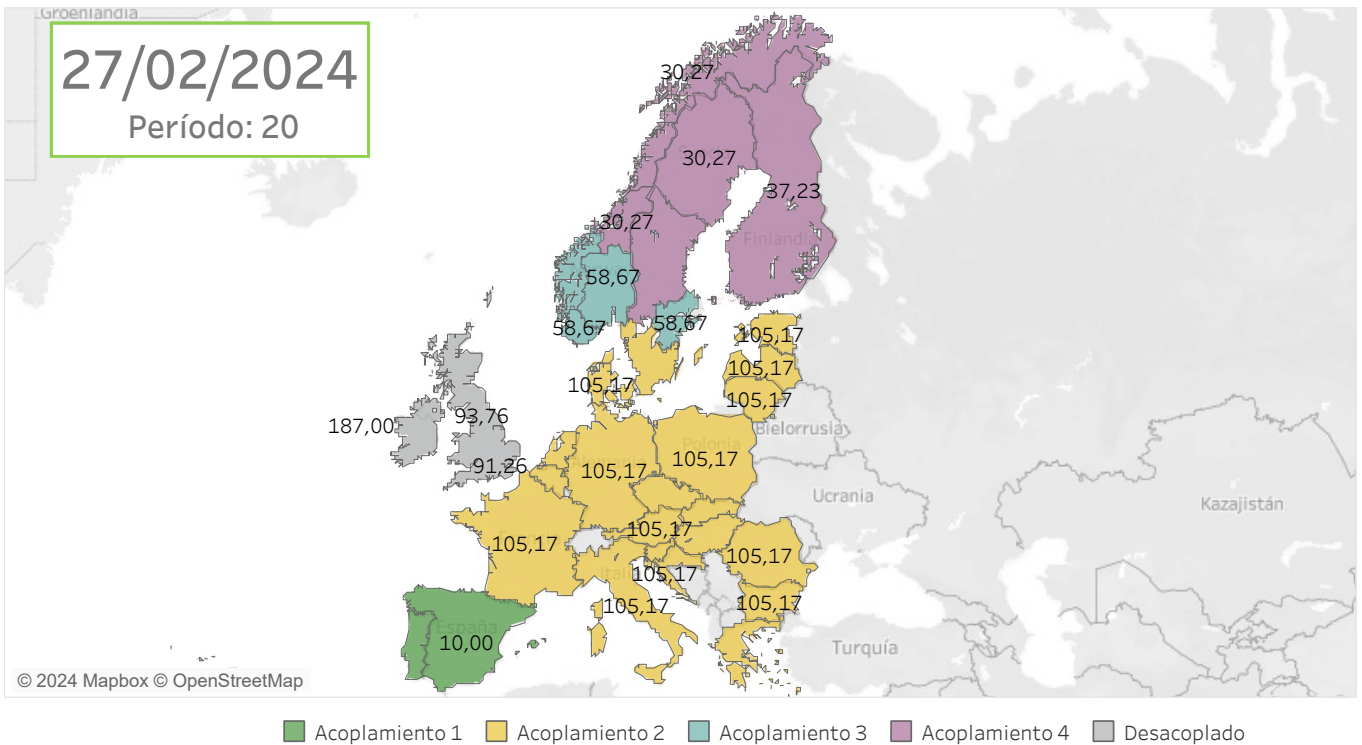 Groenlandia
27/02/2024
Período: 20
30,27
30,27
37,23
30,27
Finlandia
58,67
58,67
58,67
105,17
105,17
105,17
105,17
187,00
93,76
91,26
Bielorrusia
Polonia
105,17
Alemania
105,17
Ucrania
Kazajistán
105,17
105,17
105,17
Italia
105,17
105,17
105,17
España
10,00
Turquía
© 2024 Mapbox © OpenStreetMap
Acoplamiento 1 Acoplamiento 2 Acoplamiento 3 Acoplamiento 4 Desacoplado